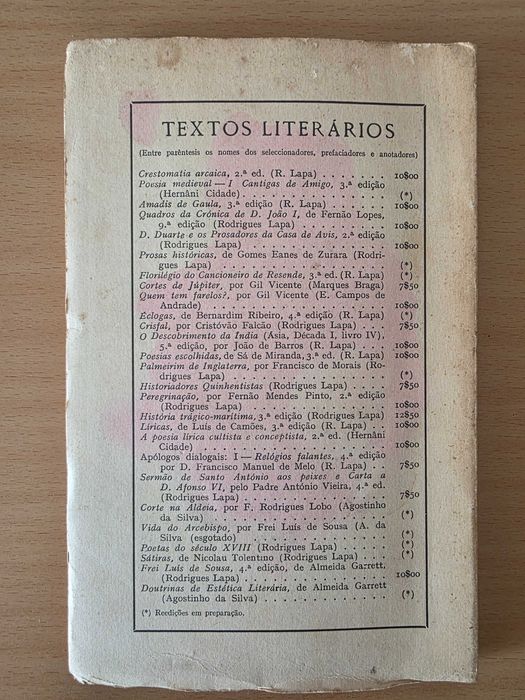 TEXTOS LITERÁRIOS
(Entre parêntesis os nomes dos seleccionadores, prefaciadores e anotadores)
Crestomatia arcaica, 2.ª ed. (R. Lapa) . . . . . . . 10$00
Poesia medieval — I Cantigas de Amigo, 3.ª edição
(Hernâni Cidade) . . . . . . . . . . . . . . . (*)
Amadis de Gaula, 3.ª edição (R. Lapa) . . . . . . 10$00
Quadros da Crónica de D. João I, de Fernão Lopes,
9.ª edição (Rodrigues Lapa) . . . . . . . . . . 10$00
D. Duarte e os Prosadores da Casa de Avis, 2.ª edição
(Rodrigues Lapa) . . . . . . . . . . . . . . . 10$00
Prosas históricas, de Gomes Eanes de Zurara (Rodri-
gues Lapa) . . . . . . . . . . . . . . . . . . (*)
Florilégio do Cancioneiro de Resende, 3.ª ed. (R. Lapa) (*)
Cortes de Júpiter, por Gil Vicente (Marques Braga) 7$50
Quem tem farelos?, por Gil Vicente (E. Campos de
Andrade) . . . . . . . . . . . . . . . . . . . 10$00
Éclogas, de Bernardim Ribeiro, 4.ª edição (R. Lapa) (*)
Crisfal, por Cristóvão Falcão (Rodrigues Lapa) . . . 7$50
O Descobrimento da Índia (Ásia, Década I, livro IV),
5.ª edição, por João de Barros (R. Lapa) . . . . 10$00
Poesias escolhidas, de Sá de Miranda, 3.ª ed. (R. Lapa) 10$00
Palmeirim de Inglaterra, por Francisco de Morais (Ro-
drigues Lapa) . . . . . . . . . . . . . . . . . (*)
Historiadores Quinhentistas (Rodrigues Lapa) . . . . 7$50
Peregrinação, por Fernão Mendes Pinto, 2.ª edição
(Rodrigues Lapa) . . . . . . . . . . . . . . . 10$00
História trágico-marítima, 3.ª edição (Rodrigues Lapa) 12$50
Líricas, de Luís de Camões, 3.ª edição (R. Lapa) . . 10$00
A poesia lírica cultista e conceptista, 2.ª ed. (Hernâni
Cidade) . . . . . . . . . . . . . . . . . . . . 10$00
Apólogos dialogais: I — Relógios falantes, 4.ª edição
por D. Francisco Manuel de Melo (R. Lapa) . . 7$50
Sermão de Santo António aos peixes e Carta a
D. Afonso VI, pelo Padre António Vieira, 4.ª ed.
(Rodrigues Lapa) . . . . . . . . . . . . . . . 7$50
Corte na Aldeia, por F. Rodrigues Lobo (Agostinho
da Silva) . . . . . . . . . . . . . . . . . . . (*)
Vida do Arcebispo, por Frei Luís de Sousa (A. da
Silva (esgotado) . . . . . . . . . . . . . . . . (*)
Poetas do século XVIII (Rodrigues Lapa) . . . . . . (*)
Sátiras, de Nicolau Tolentino (Rodrigues Lapa) . . . (*)
Frei Luís de Sousa, 4.ª edição, de Almeida Garrett.
(Rodrigues Lapa) . . . . . . . . . . . . . . . 10$00
Doutrinas de Estética Literária, de Almeida Garrett
(Agostinho da Silva) . . . . . . . . . . . . . (*)
(*) Reedições em preparação.